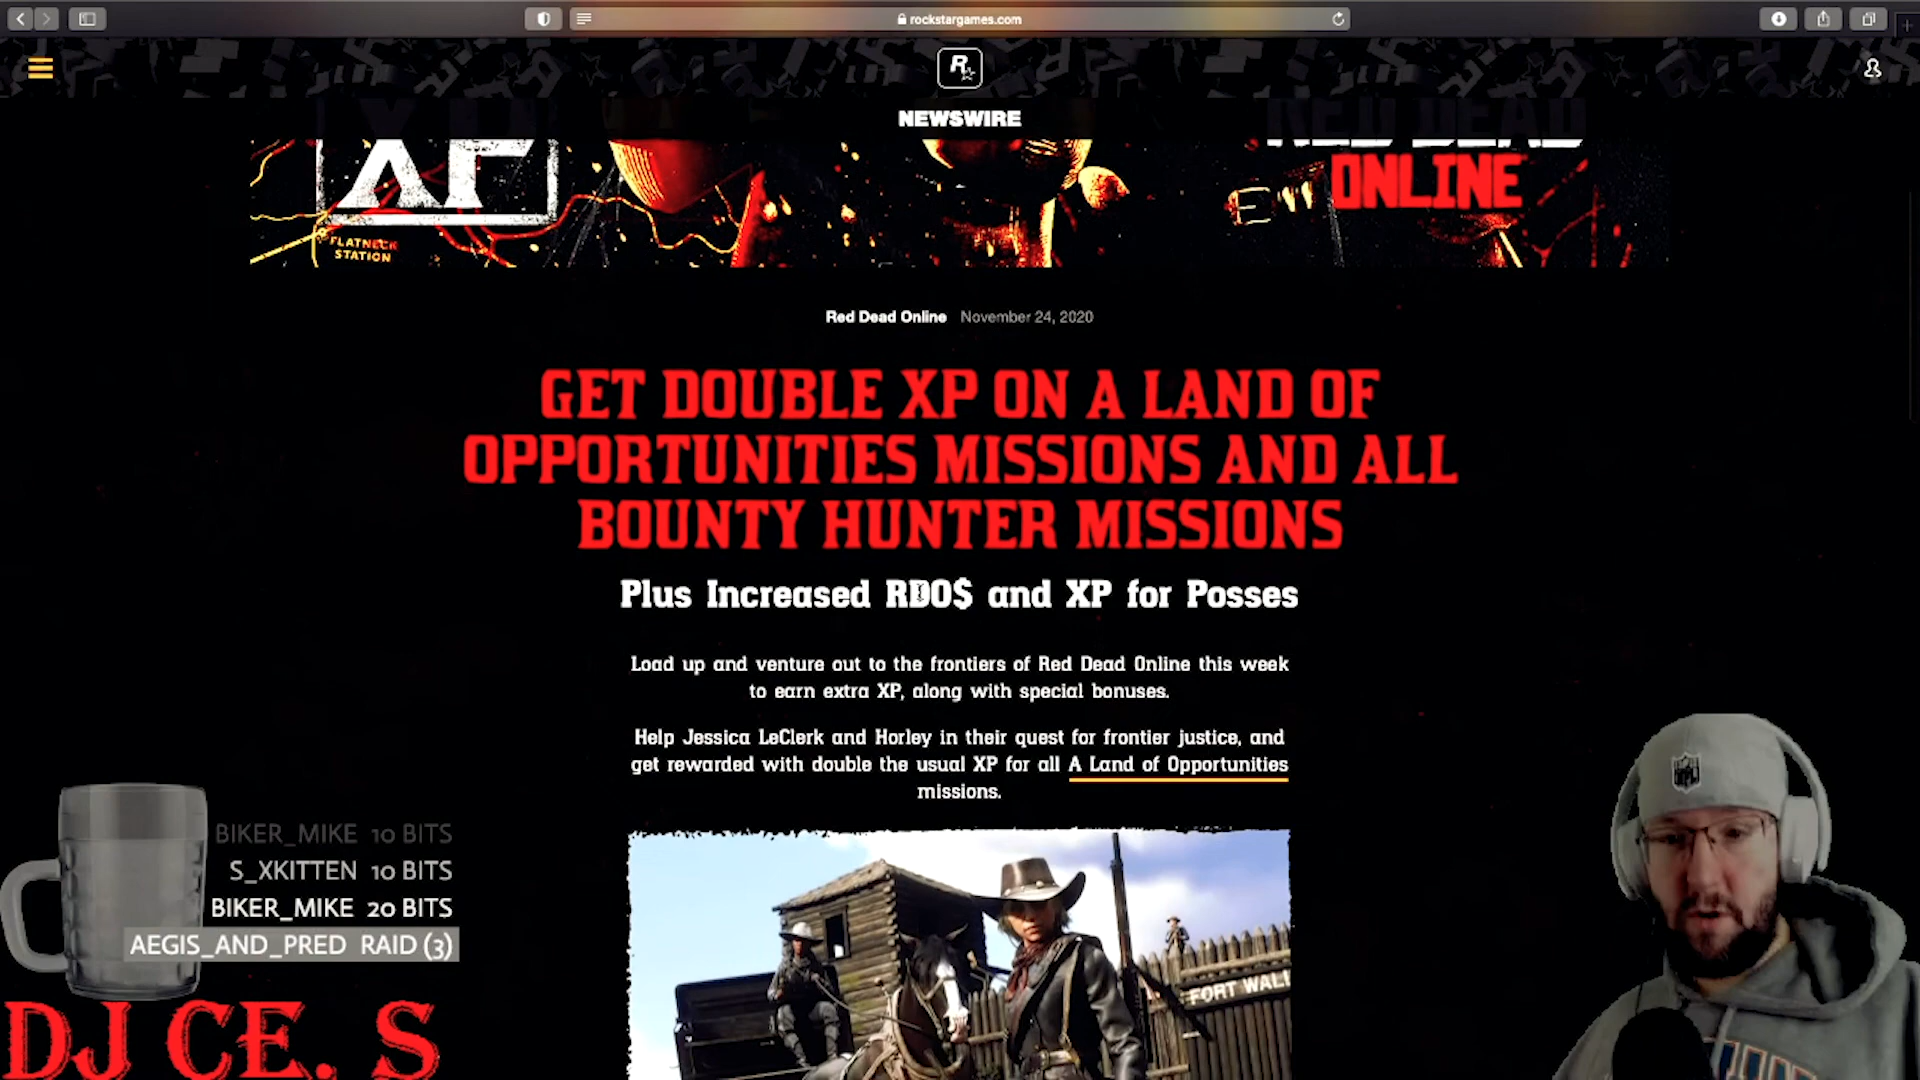 rockstargames.com
NEWSWIRE
XP
RED DEAD
ONLINE
FLATNECK
STATION
Red Dead Online November 24, 2020
GET DOUBLE XP ON A LAND OF
OPPORTUNITIES MISSIONS AND ALL
BOUNTY HUNTER MISSIONS
Plus Increased RDO$ and XP for Posses
Load up and venture out to the frontiers of Red Dead Online this week
to earn extra XP, along with special bonuses.
Help Jessica LeClerk and Horley in their quest for frontier justice, and
get rewarded with double the usual XP for all A Land of Opportunities
missions.
FORT WALL
BIKER_MIKE 10 BITS
S_XKITTEN 10 BITS
BIKER_MIKE 20 BITS
AEGIS_AND_PRED RAID (3)
DJ CE. S
NFL